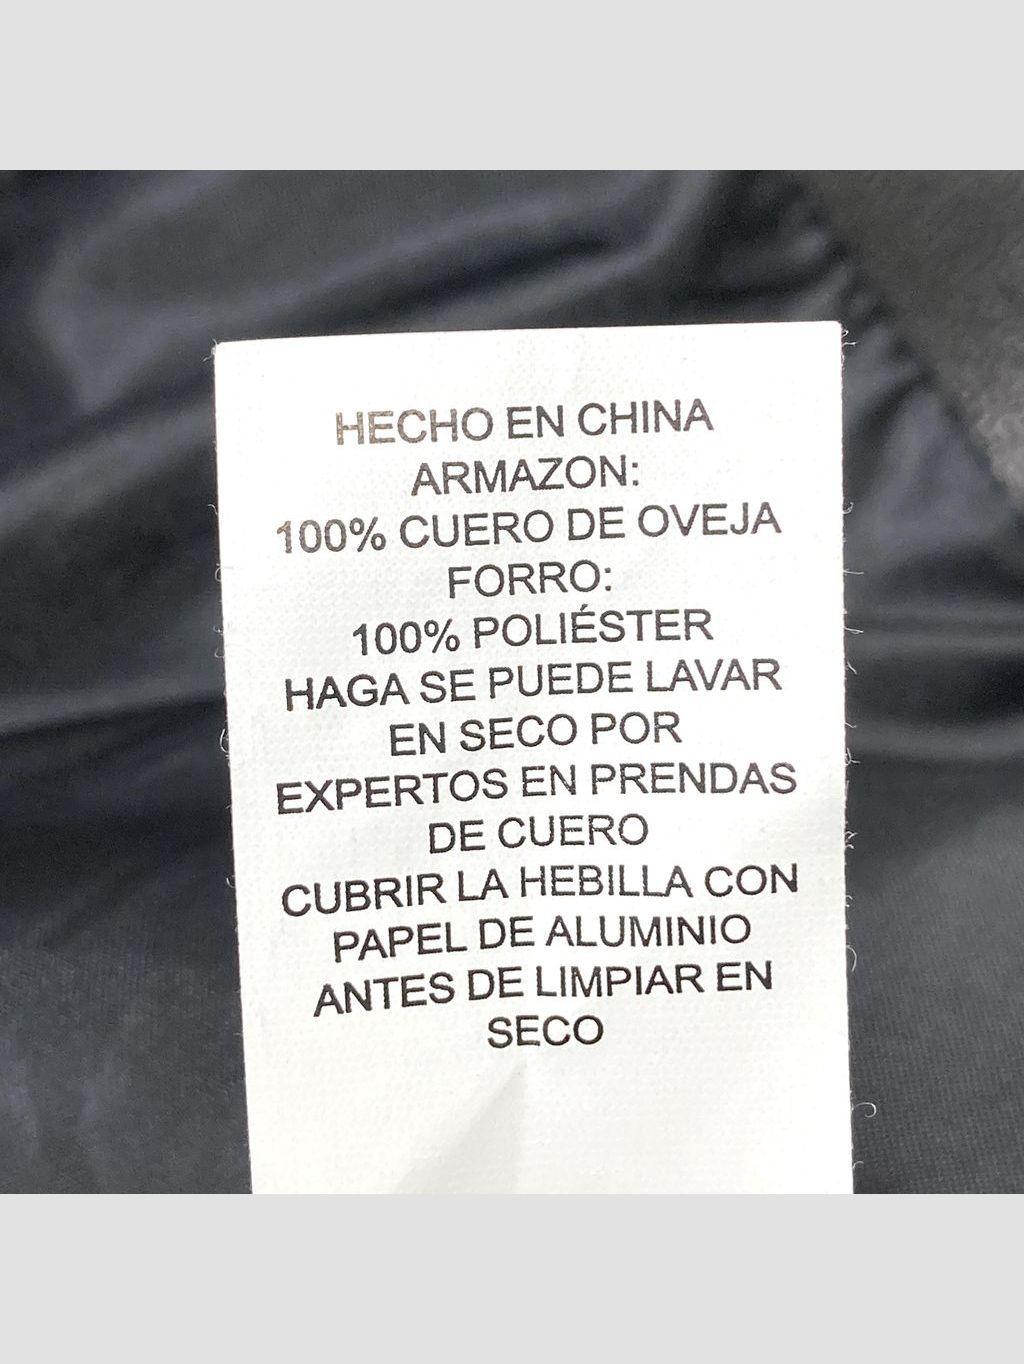 HECHO EN CHINA
ARMAZON:
100% CUERO DE OVEJA
FORRO:
100% POLIÉSTER
HAGA SE PUEDE LAVAR
EN SECO POR
EXPERTOS EN PRENDAS
DE CUERO
CUBRIR LA HEBILLA CON
PAPEL DE ALUMINIO
ANTES DE LIMPIAR EN
SECO